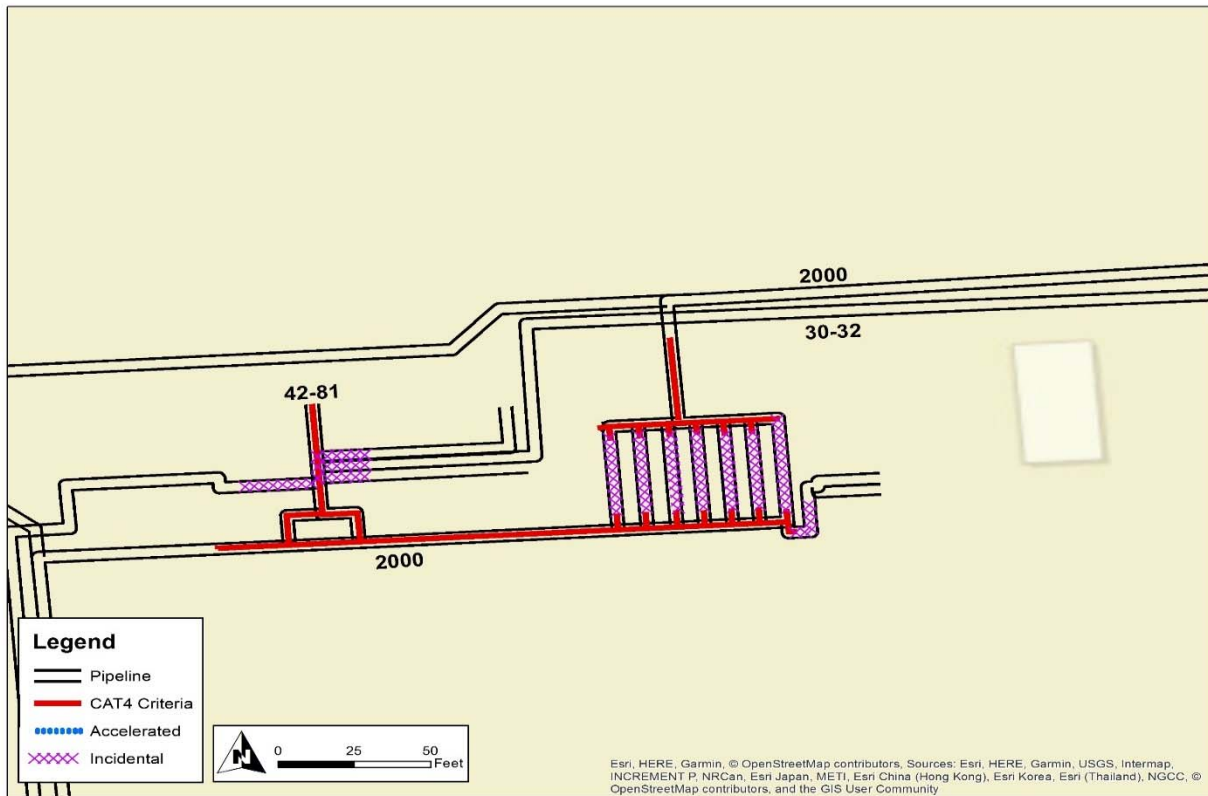 2000
30-32
42-81
2000
Legend
Pipeline
CAT4 Criteria
Accelerated
Incidental
N
0 25 50
Feet
Esri, HERE, Garmin, © OpenStreetMap contributors, Sources: Esri, HERE, Garmin, USGS, Intermap,
INCREMENT P, NRCan, Esri Japan, METI, Esri China (Hong Kong), Esri Korea, Esri (Thailand), NGCC, ©
OpenStreetMap contributors, and the GIS User Community